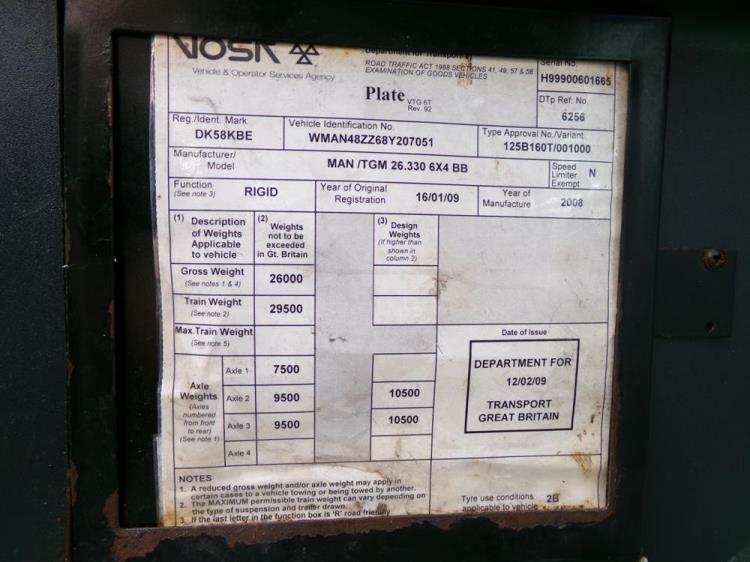 VOSA
Vehicle & Operator Services Agency
Department for Transport
ROAD TRAFFIC ACT 1988 SECTIONS 41, 49, 57 & 58
EXAMINATION OF GOODS VEHICLES
Serial No.
H99900601665
Plate VTG 6T
Rev. 92
DTp Ref. No.
6256
Reg./Ident. Mark
DK58KBE
Vehicle Identification No.
WMAN48ZZ68Y207051
Type Approval No./Variant
125B160T/001000
Manufacturer/
Model
MAN /TGM 26.330 6X4 BB
Speed
Limiter
Exempt
N
Function
(See note 3)
RIGID
Year of Original
Registration
16/01/09
Year of
Manufacture
2008
(1) Description
of Weights
Applicable
to vehicle
(2) Weights
not to be
exceeded
in Gt. Britain
(3) Design
Weights
(if higher than
shown in
column 2)
Gross Weight
(See notes 1 & 4)
26000
Train Weight
(See note 2)
29500
Max.Train Weight
(See note 5)
Axle
Weights
(Axles
numbered
from front
to rear)
(See note 1)
Axle 1 7500
Axle 2 9500 10500
Axle 3 9500 10500
Axle 4
Date of Issue
DEPARTMENT FOR
12/02/09
TRANSPORT
GREAT BRITAIN
NOTES
1. A reduced gross weight and/or axle weight may apply in
certain cases to a vehicle towing or being towed by another.
2. The MAXIMUM permissible train weight can vary depending on
the type of suspension and trailer drawn.
3. If the last letter in the function box is 'R' road friendly
Tyre use conditions
applicable to vehicle
2B